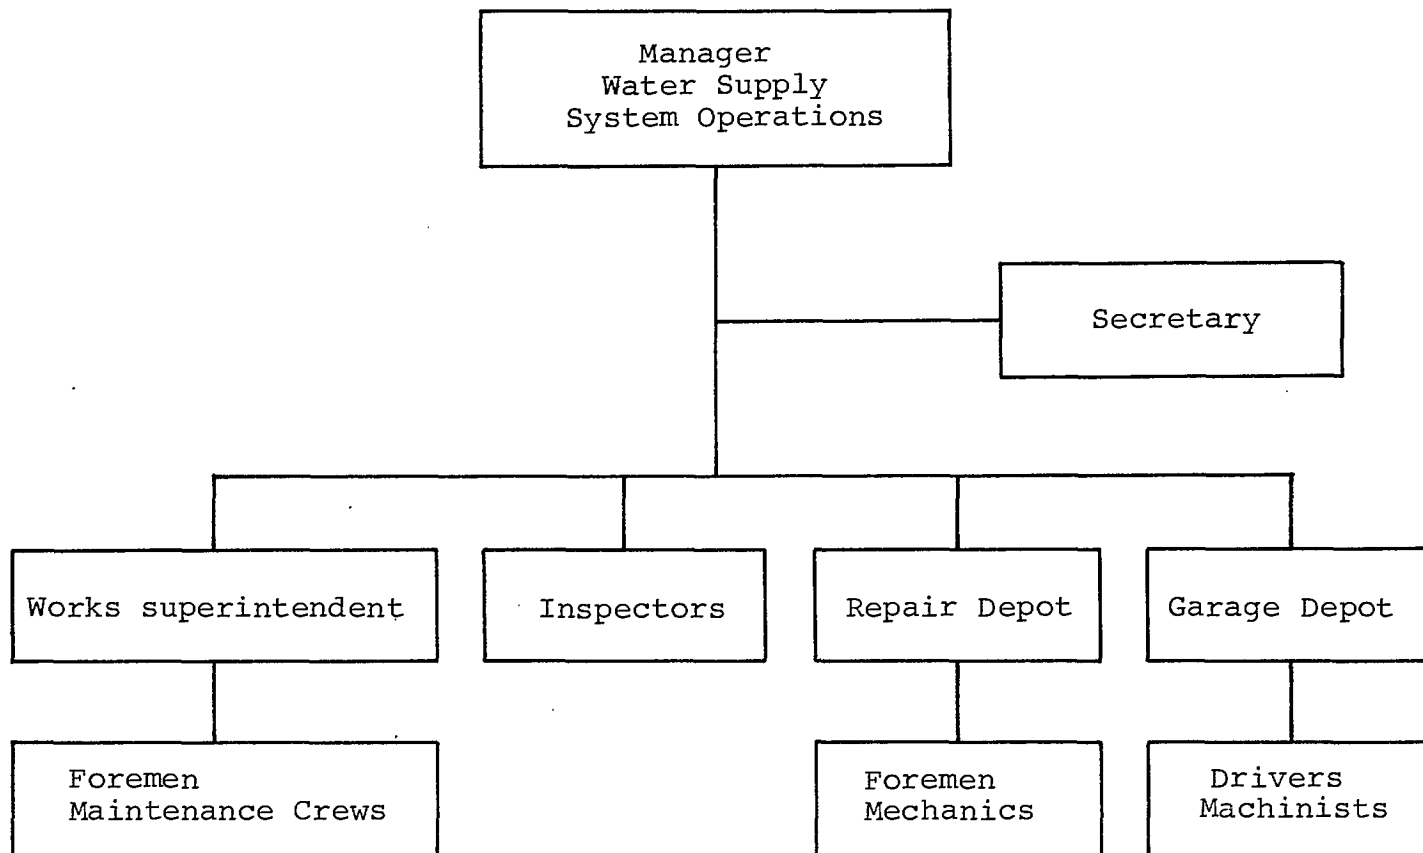 Manager
Water Supply
System Operations
Secretary
Works superintendent
Inspectors
Repair Depot
Garage Depot
Foremen
Maintenance Crews
Foremen
Mechanics
Drivers
Machinists